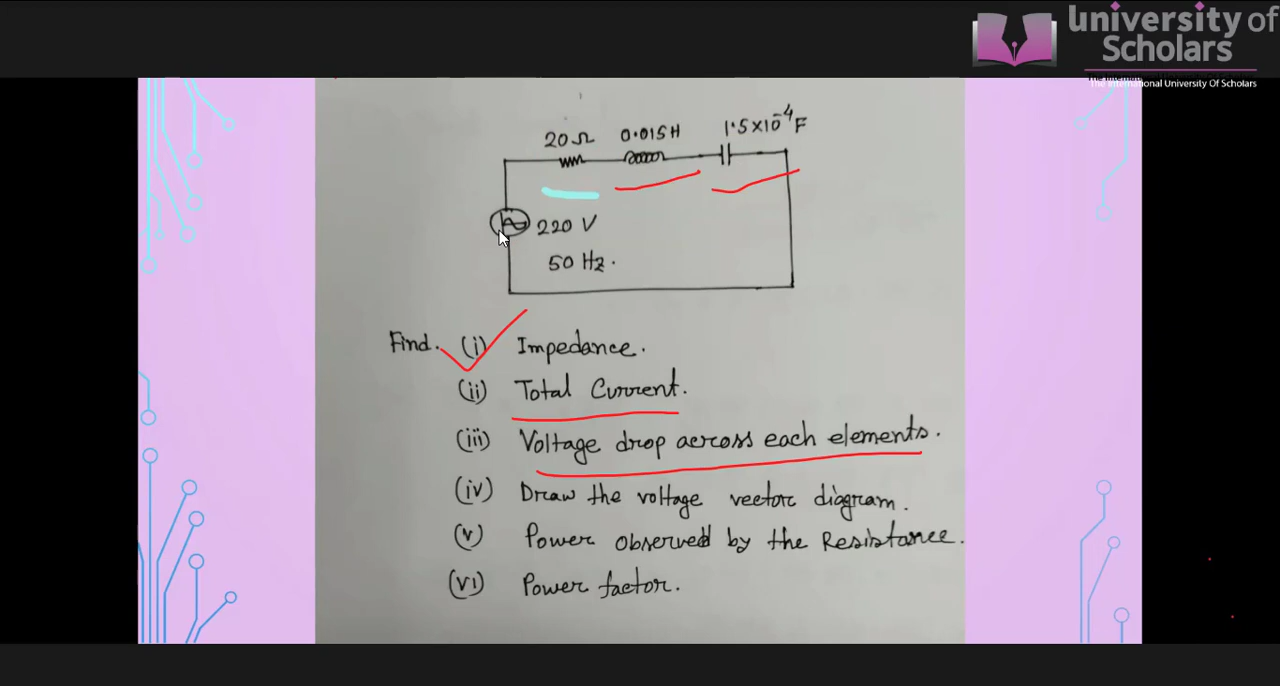 University of
Scholars
The International University Of Scholars
20Ω 0.015H 1.5×10⁻⁴F
220 V
50 Hz.
Find. (i) Impedance.
(ii) Total Current.
(iii) Voltage drop across each elements.
(iv) Draw the voltage vector diagram.
(v) Power observed by the Resistance.
(vi) Power factor.